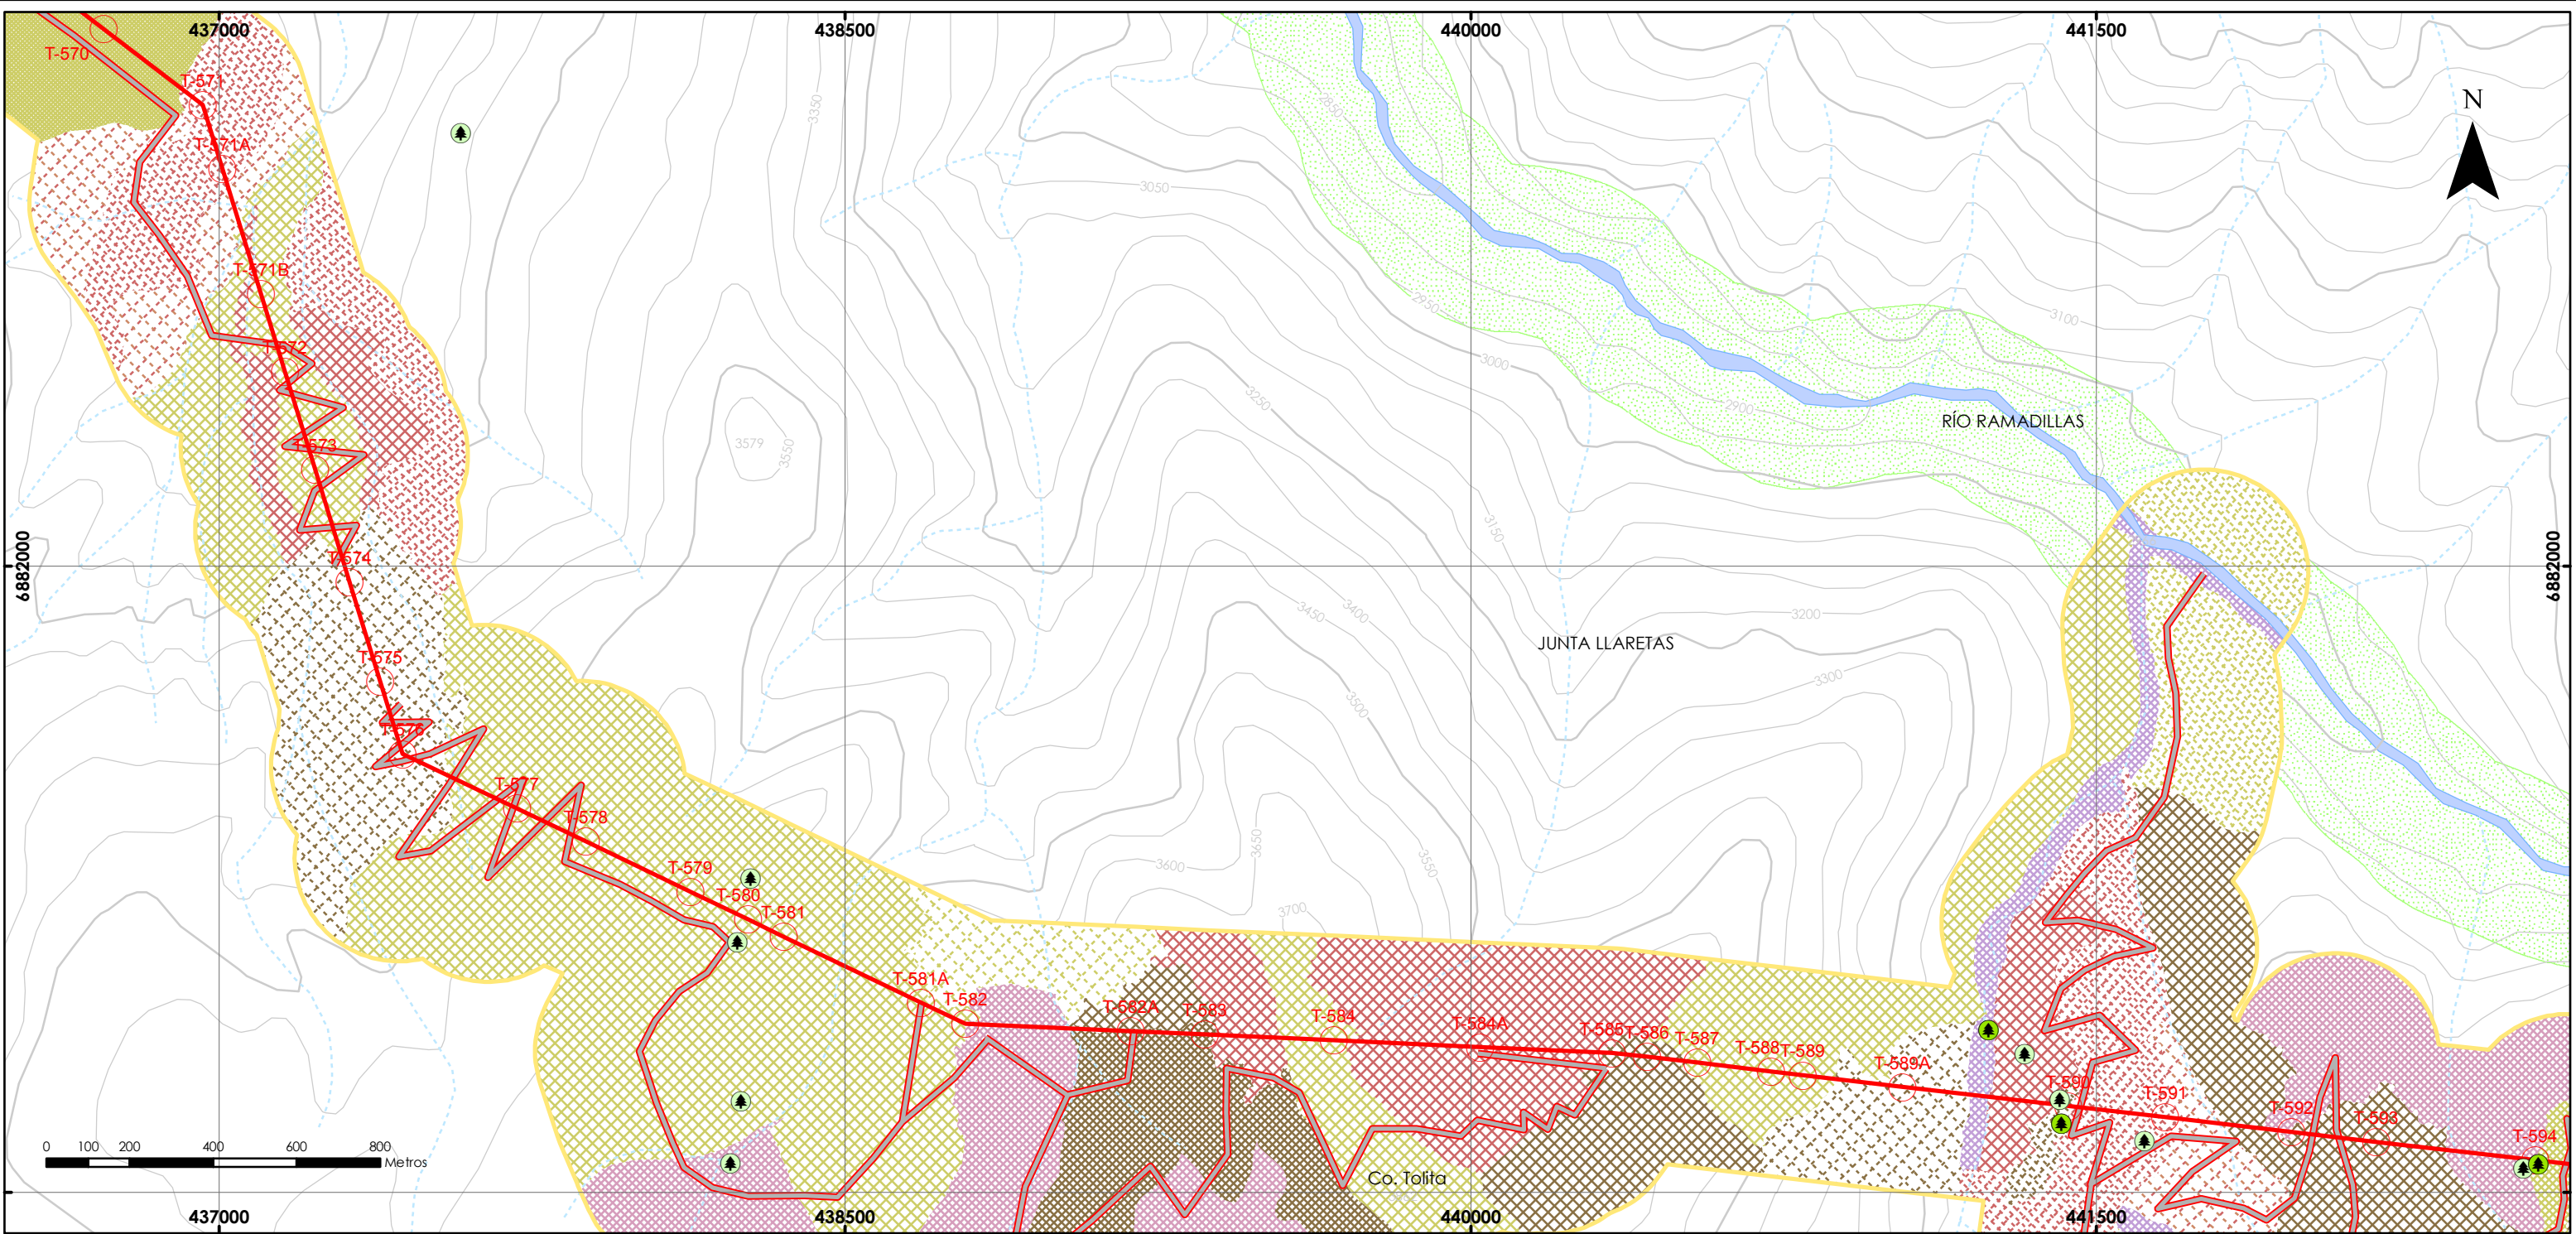 437000
438500
440000
441500
T-570
T-571
N
3350
2850
T-571A
3050
T-571B
2950
3100
T-572
3000
3250
2900
RÍO RAMADILLAS
T-573
3579
3550
3150
6882000
6882000
T-574
3450
3400
3200
JUNTA LLARETAS
T-575
3300
3500
T-576
T-577
T-578
3650
3600
3550
T-579
T-580
T-581
3700
T-581A
T-582
T-582A
T-583
T-584
T-584A
T-585
T-586
T-587
T-588
T-589
T-589A
T-590
T-591
T-592
T-593
T-594
0 100 200 400 600 800
Metros
Co. Tolita
437000
438500
440000
441500